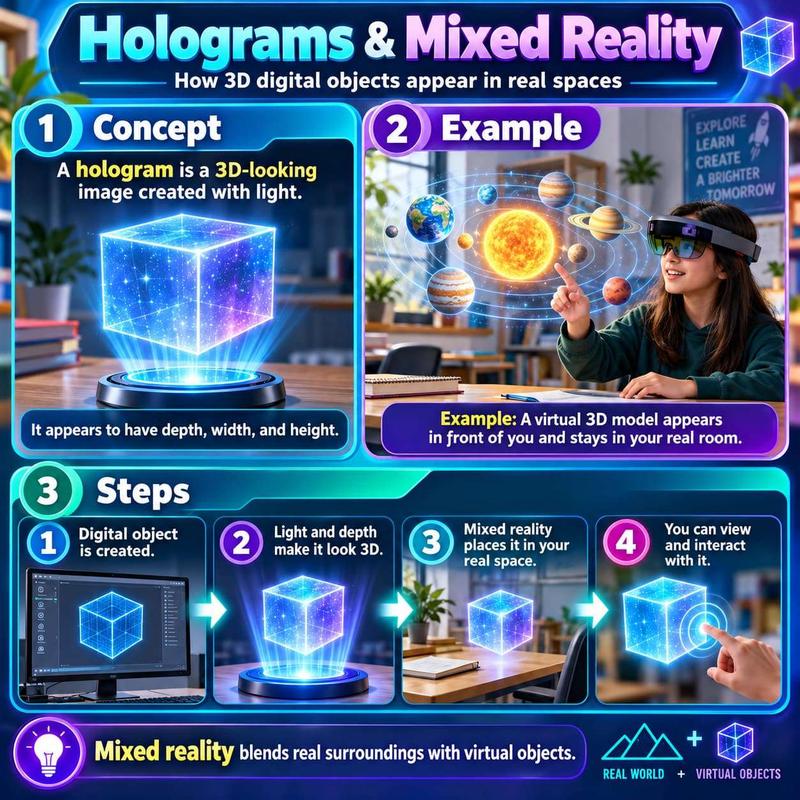 Holograms & Mixed Reality
How 3D digital objects appear in real spaces
1 Concept
A hologram is a 3D-looking
image created with light.
It appears to have depth, width, and height.
2 Example
EXPLORE
LEARN
CREATE
A BRIGHTER
TOMORROW
Example: A virtual 3D model appears
in front of you and stays in your real room.
3 Steps
1 Digital object
is created.
2 Light and depth
make it look 3D.
3 Mixed reality
places it in your
real space.
4 You can view
and interact
with it.
Mixed reality blends real surroundings with virtual objects.
+
REAL WORLD + VIRTUAL OBJECTS